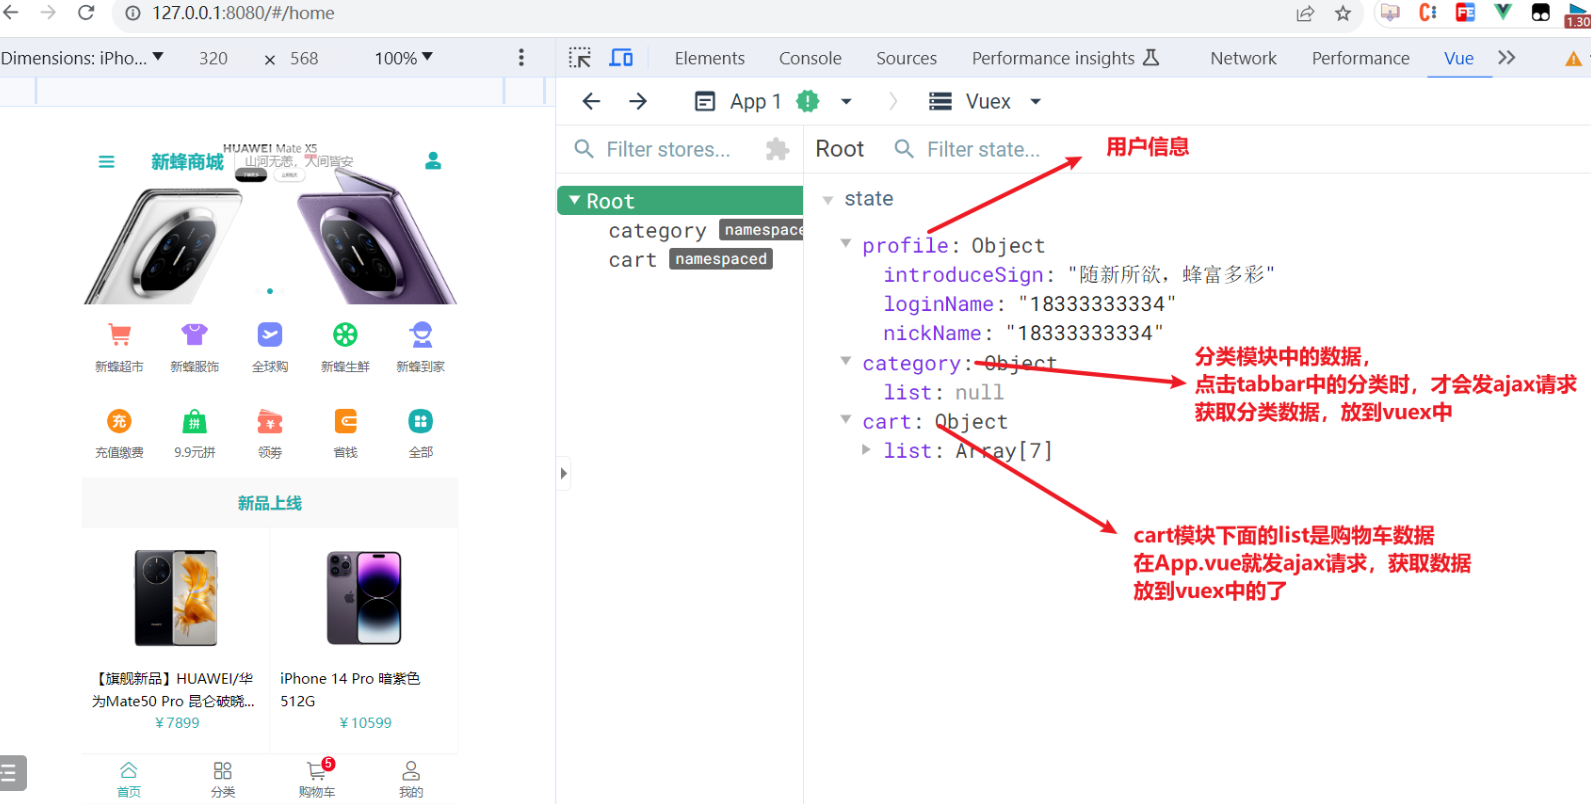 127.0.0.1:8080/#/home
1.30
Dimensions: iPho... 320 × 568 100%
Elements Console Sources Performance insights Network Performance Vue
App 1 Vuex
Filter stores... Root Filter state...
用户信息
HUAWEI Mate X5
新蜂商城 山河无恙，人间皆安
Root
category namespace
cart namespaced
state
profile: Object
introduceSign: "随新所欲，蜂富多彩"
loginName: "18333333334"
nickName: "18333333334"
category: Object
list: null
cart: Object
list: Array[7]
分类模块中的数据，
点击tabbar中的分类时，才会发ajax请求
获取分类数据，放到vuex中
cart模块下面的list是购物车数据
在App.vue就发ajax请求，获取数据
放到vuex中的了
新蜂超市 新蜂服饰 全球购 新蜂生鲜 新蜂到家
充 拼
充值缴费 9.9元拼 领劵 省钱 全部
新品上线
【旗舰新品】HUAWEI/华
为Mate50 Pro 昆仑破晓...
¥7899
iPhone 14 Pro 暗紫色
512G
¥10599
5
首页 分类 购物车 我的